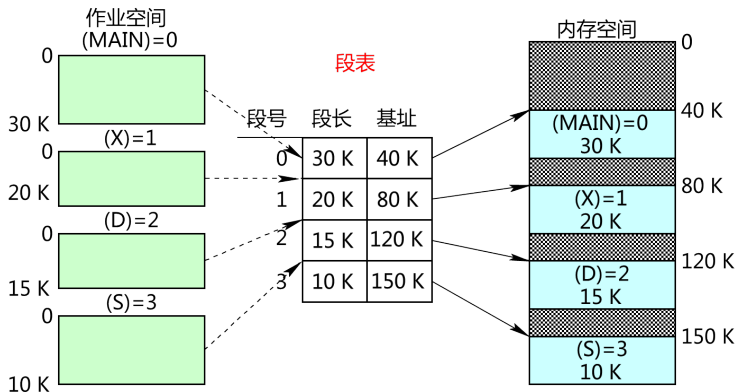 作业空间
(MAIN)=0
0
30 K
(X)=1
0
20 K
(D)=2
0
15 K
(S)=3
0
10 K
段表
段号 段长 基址
0 30 K 40 K
1 20 K 80 K
2 15 K 120 K
3 10 K 150 K
内存空间
0
40 K
(MAIN)=0
30 K
80 K
(X)=1
20 K
120 K
(D)=2
15 K
150 K
(S)=3
10 K